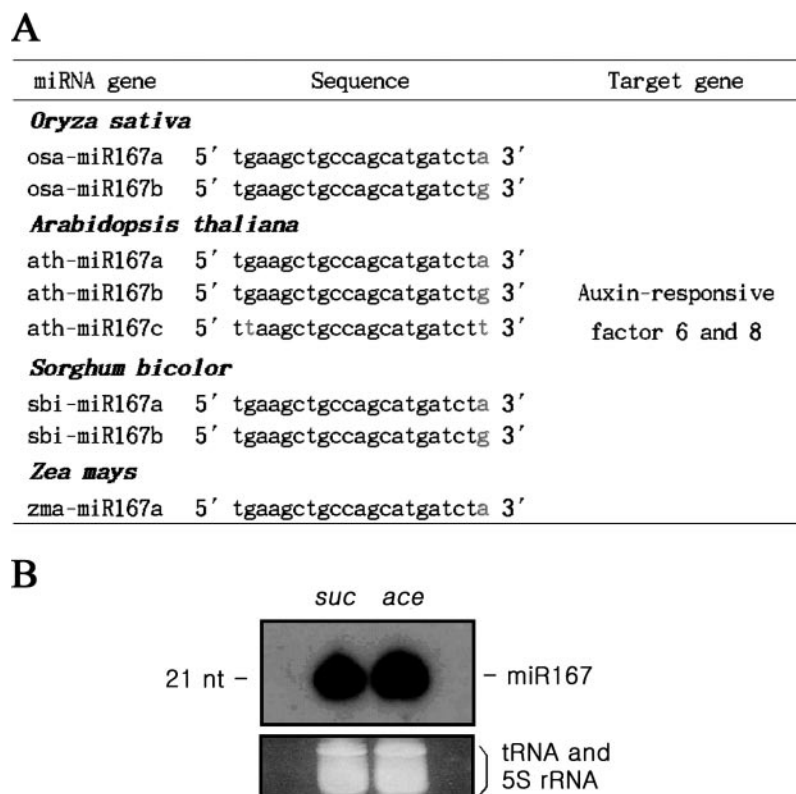 A
miRNA gene Sequence Target gene
Oryza sativa
osa-miR167a 5′ tgaagctgccagcatgatcta 3′
osa-miR167b 5′ tgaagctgccagcatgatctg 3′
Arabidopsis thaliana
ath-miR167a 5′ tgaagctgccagcatgatcta 3′
ath-miR167b 5′ tgaagctgccagcatgatctg 3′ Auxin-responsive
ath-miR167c 5′ ttaagctgccagcatgatctt 3′ factor 6 and 8
Sorghum bicolor
sbi-miR167a 5′ tgaagctgccagcatgatcta 3′
sbi-miR167b 5′ tgaagctgccagcatgatctg 3′
Zea mays
zma-miR167a 5′ tgaagctgccagcatgatcta 3′
B
suc ace
21 nt – – miR167
tRNA and
5S rRNA